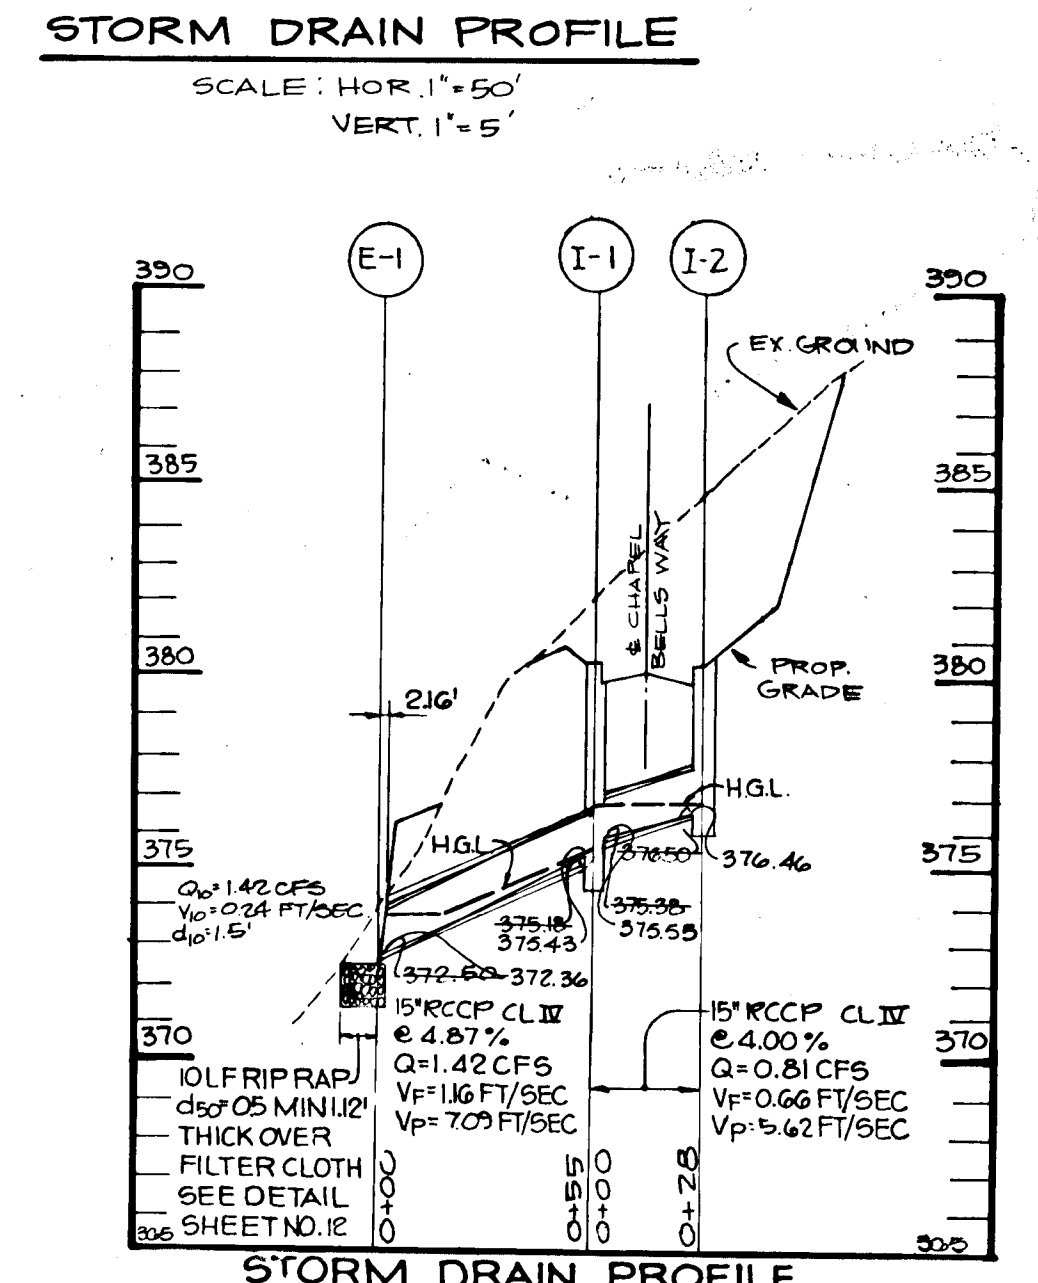 STORM DRAIN PROFILE
SCALE: HOR. 1"=50'
VERT. 1"=5'
E-1
I-1
I-2
390
390
EX. GROUND
385
385
℄ CHAPEL
BELLS WAY
380
380
PROP.
GRADE
2.16'
H.G.L.
H.G.L
375
375
376.50
376.46
Q10=1.42 CFS
V10=0.24 FT/SEC
d10=1.5'
375.18
375.43
375.38
375.55
372.50
372.36
15" RCCP CL IV
@ 4.87%
Q=1.42 CFS
VF=1.16 FT/SEC
VP=7.09 FT/SEC
15" RCCP CL IV
@ 4.00%
Q=0.81 CFS
VF=0.66 FT/SEC
VP=5.62 FT/SEC
370
370
10 LF RIP RAP
d50=05 MIN 1.12'
THICK OVER
FILTER CLOTH
SEE DETAIL
SHEET NO. 12
0+00
0+55
0+00
0+28
365
365
STORM DRAIN PROFILE